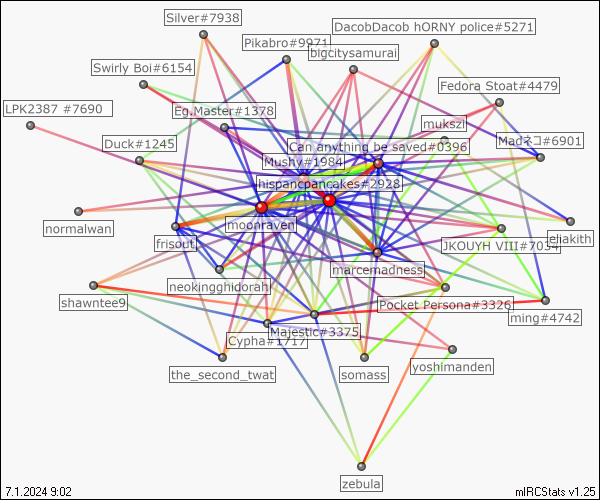 Silver#7938
DacobDacob hORNY police#5271
Pikabro#9971
bigcitysamurai
Swirly Boi#6154
Fedora Stoat#4479
LPK2387 #7690
Eg.Master#1378
mukszi
Duck#1245
Madネコ#6901
Can anything be saved#0396
Mushy#1984
hispancpancakes#2928
normalwan
moonraven
eliakith
frisout
JKOUYH VIII#7034
marcemadness
neokingghidorah
shawntee9
Pocket Persona#3326
ming#4742
Majestic#3375
Cypha#1717
the_second_twat
somass
yoshimanden
zebula
7.1.2024 9:02
mIRCStats v1.25